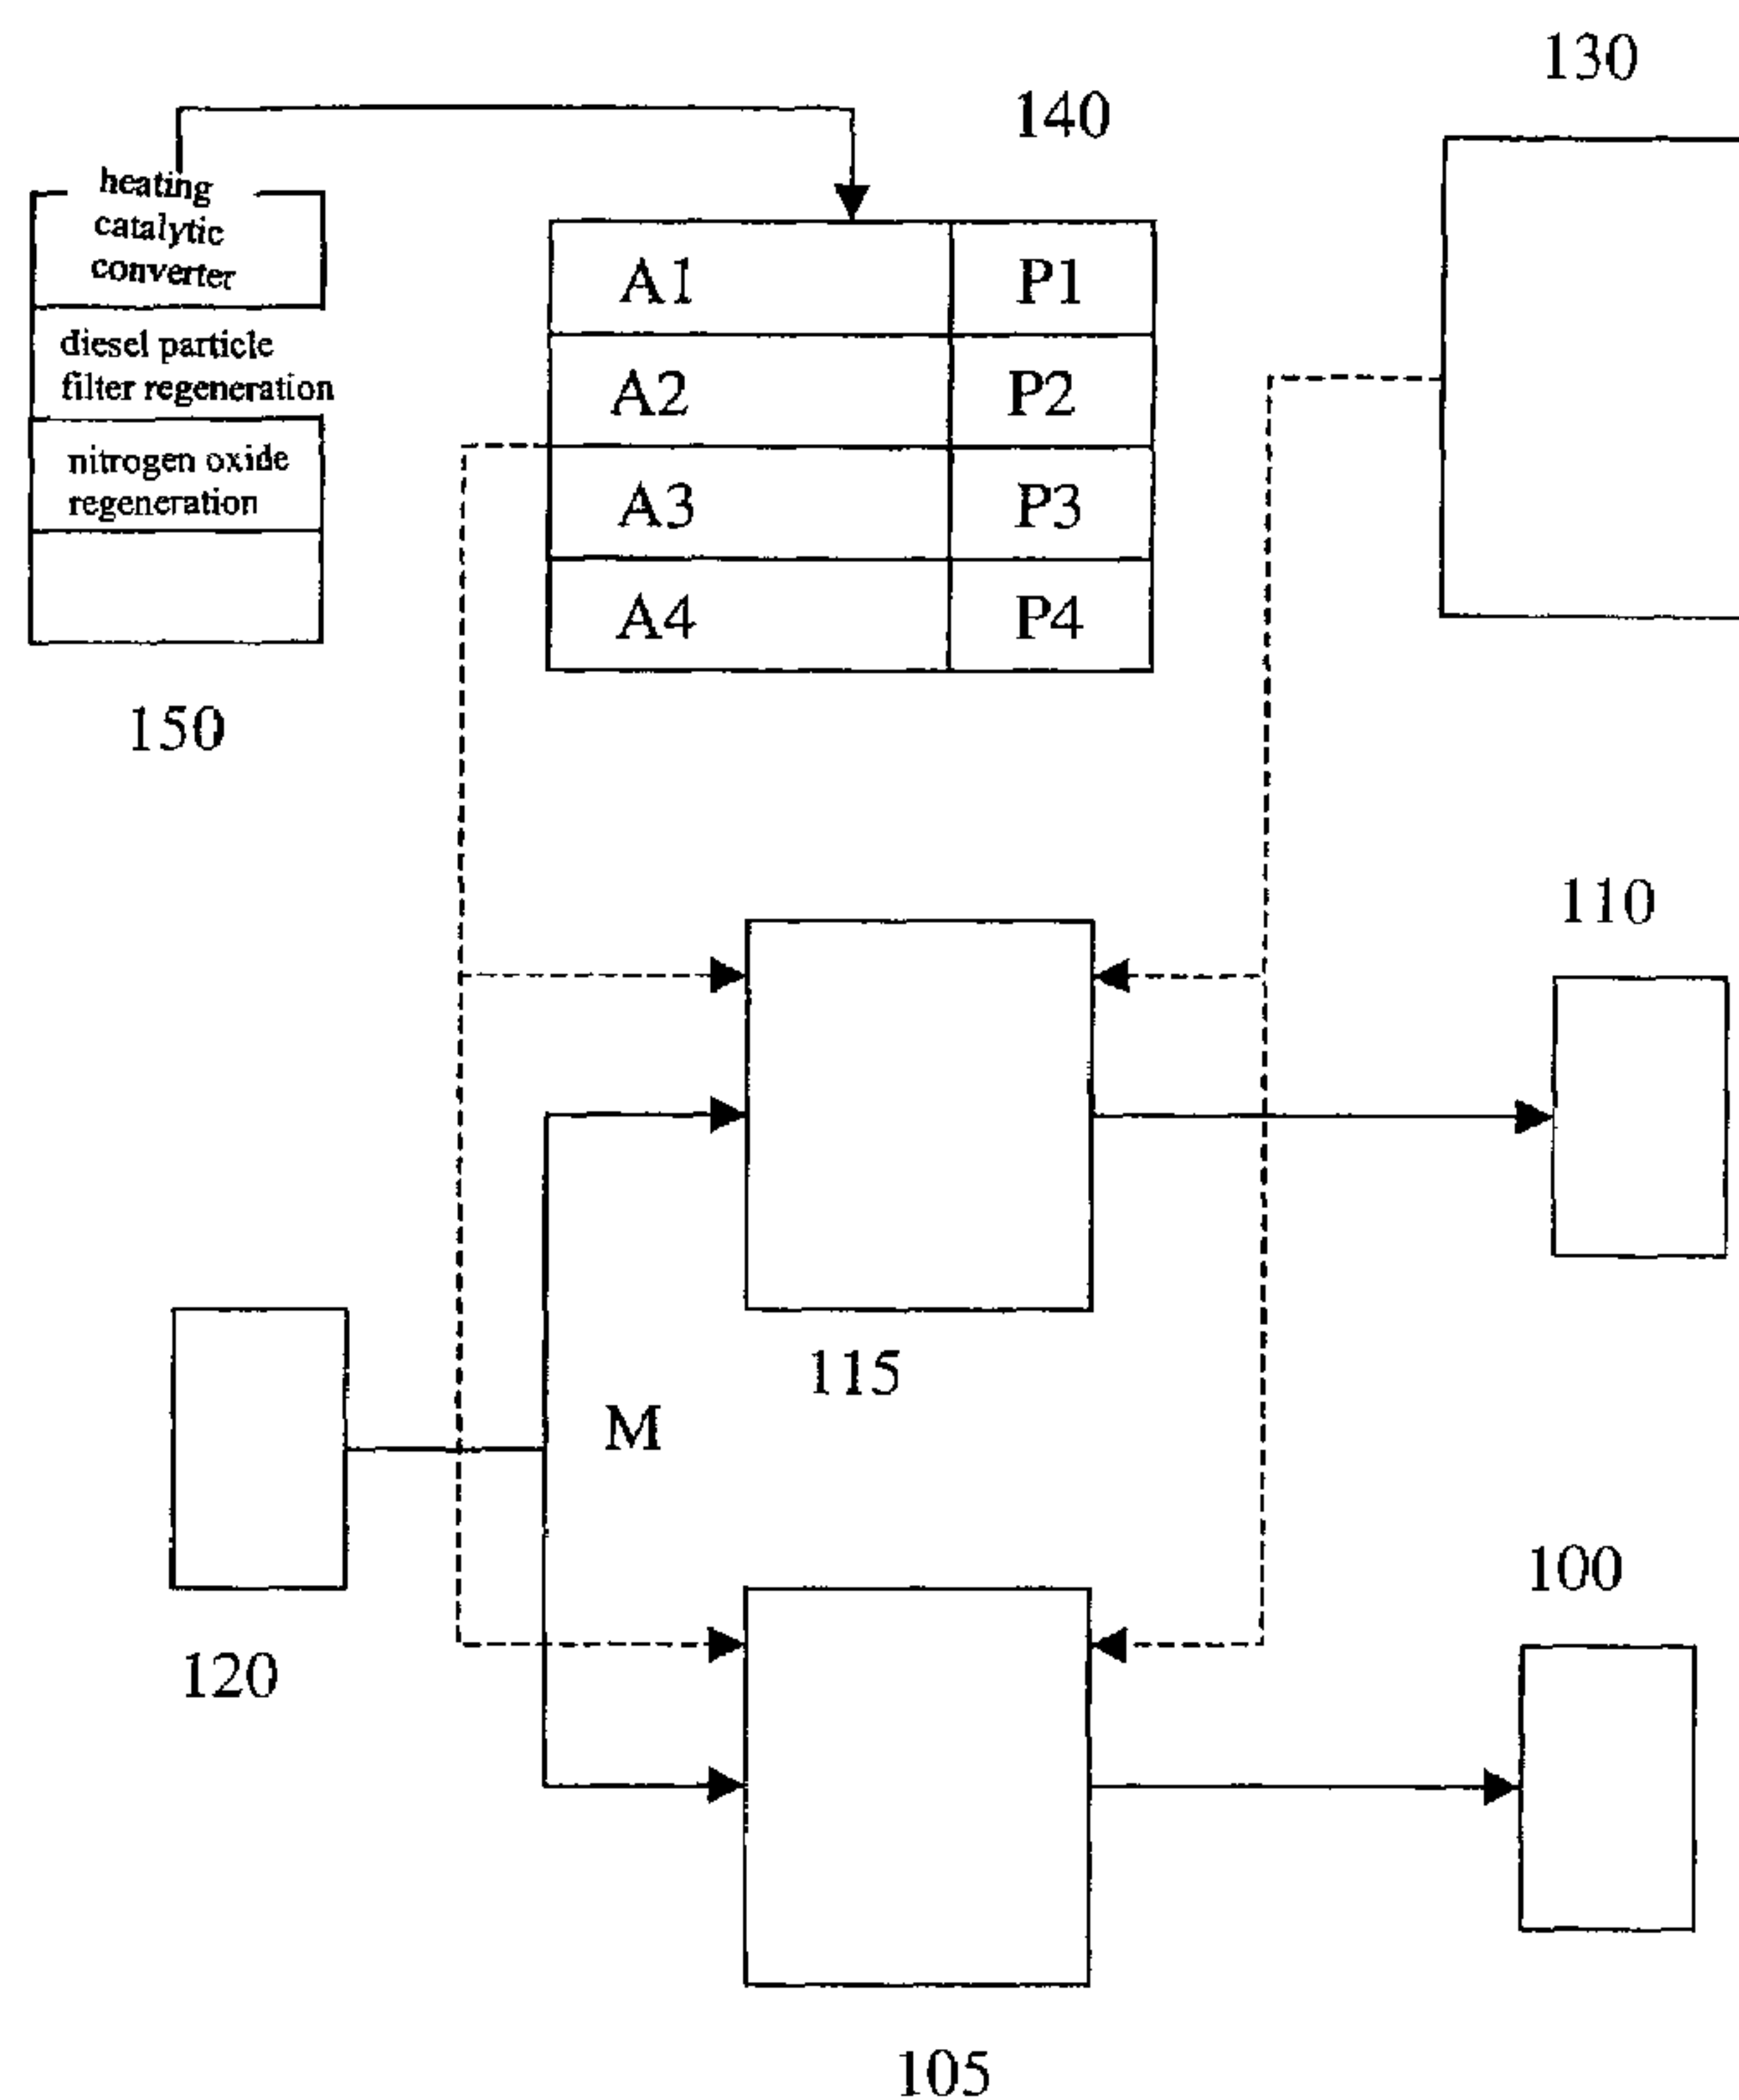 130
140
heating
catalytic
converter
A1 P1
diesel particle
filter regeneration
A2 P2
nitrogen oxide
regeneration
A3 P3
A4 P4
150
110
115
M
100
120
105